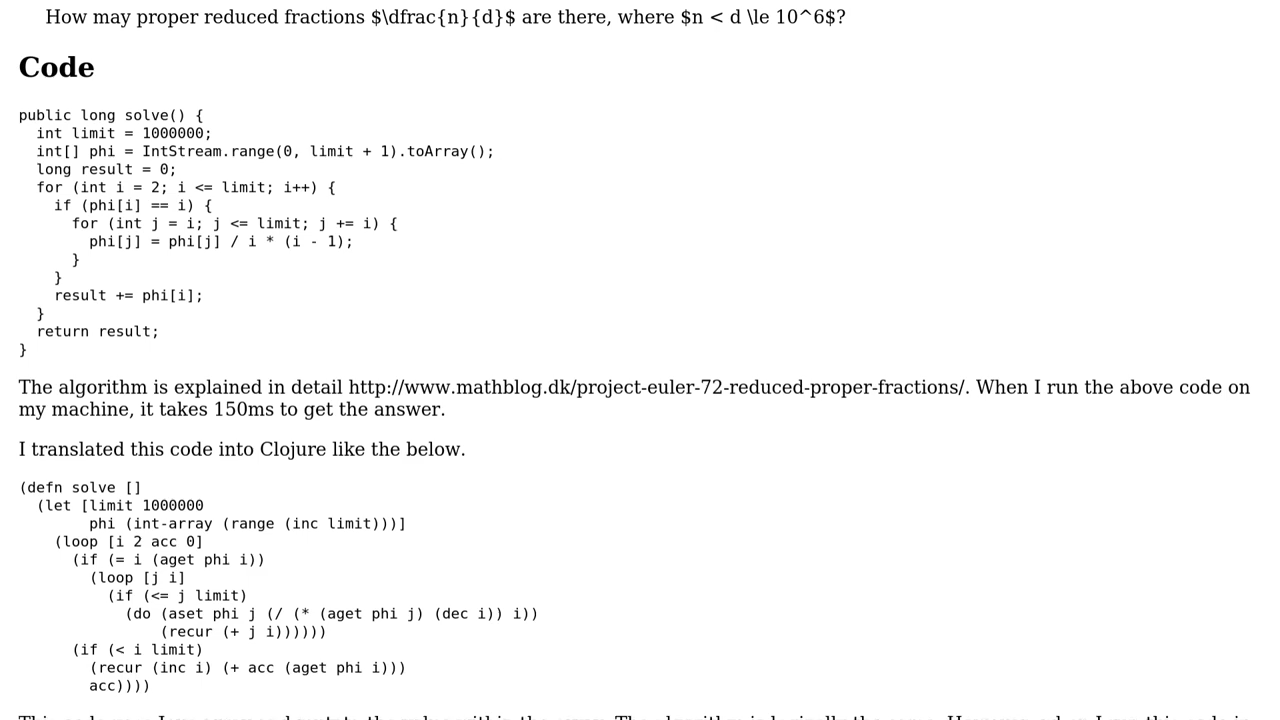 How may proper reduced fractions $\dfrac{n}{d}$ are there, where $n < d \le 10^6$?
Code
public long solve() {
  int limit = 1000000;
  int[] phi = IntStream.range(0, limit + 1).toArray();
  long result = 0;
  for (int i = 2; i <= limit; i++) {
    if (phi[i] == i) {
      for (int j = i; j <= limit; j += i) {
        phi[j] = phi[j] / i * (i - 1);
      }
    }
    result += phi[i];
  }
  return result;
}
The algorithm is explained in detail http://www.mathblog.dk/project-euler-72-reduced-proper-fractions/. When I run the above code on
my machine, it takes 150ms to get the answer.
I translated this code into Clojure like the below.
(defn solve []
  (let [limit 1000000
        phi (int-array (range (inc limit)))]
    (loop [i 2 acc 0]
      (if (= i (aget phi i))
        (loop [j i]
          (if (<= j limit)
            (do (aset phi j (/ (* (aget phi j) (dec i)) i))
                (recur (+ j i))))))
      (if (< i limit)
        (recur (inc i) (+ acc (aget phi i)))
        acc))))